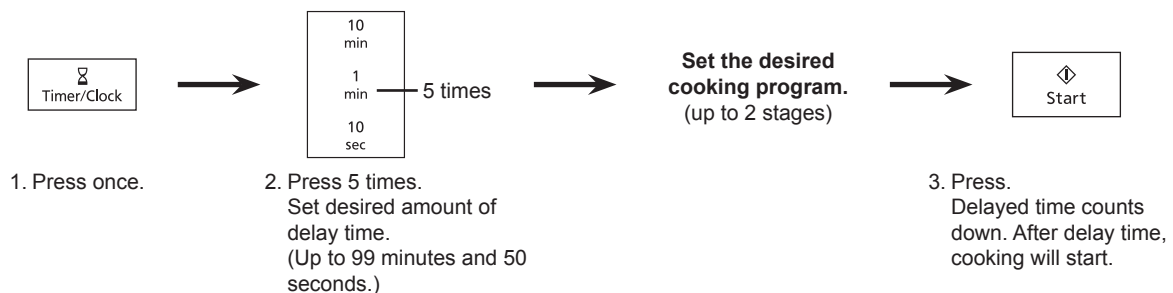 Timer/Clock
10
min
1
min
10
sec
5 times
Set the desired
cooking program.
(up to 2 stages)
Start
1. Press once.
2. Press 5 times.
Set desired amount of
delay time.
(Up to 99 minutes and 50
seconds.)
3. Press.
Delayed time counts
down. After delay time,
cooking will start.